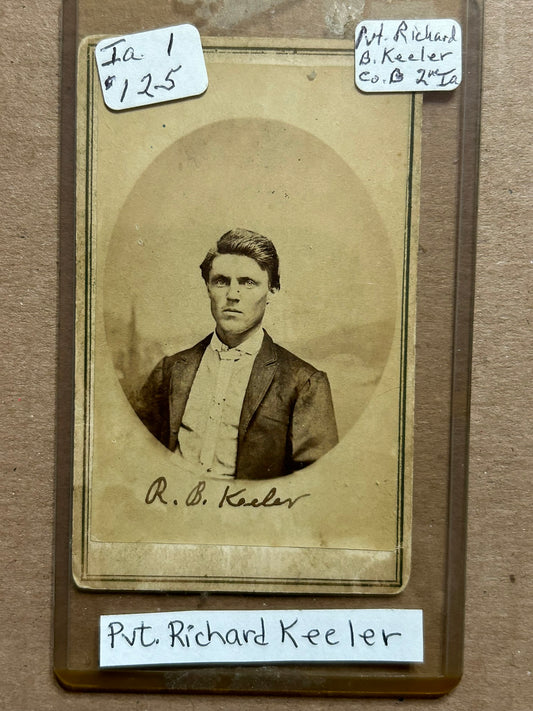 Ia. 1
$125
Pvt. Richard
B. Keeler
Co. B 2nd Ia
R. B. Keeler
Pvt. Richard Keeler